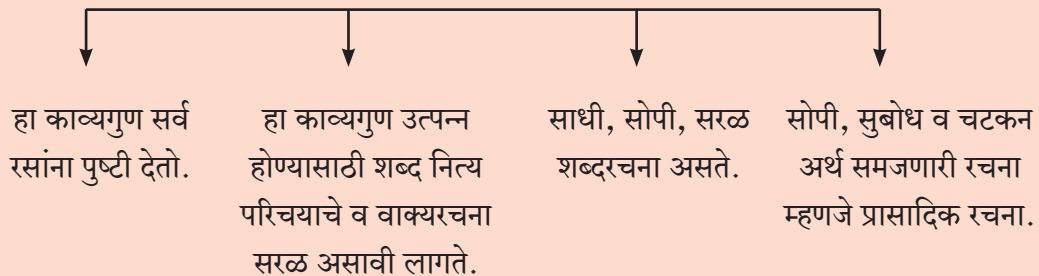 हा काव्यगुण सर्व
रसांना पुष्टी देतो.
हा काव्यगुण उत्पन्न
होण्यासाठी शब्द नित्य
परिचयाचे व वाक्यरचना
सरळ असावी लागते.
साधी, सोपी, सरळ
शब्दरचना असते.
सोपी, सुबोध व चटकन
अर्थ समजणारी रचना
म्हणजे प्रासादिक रचना.